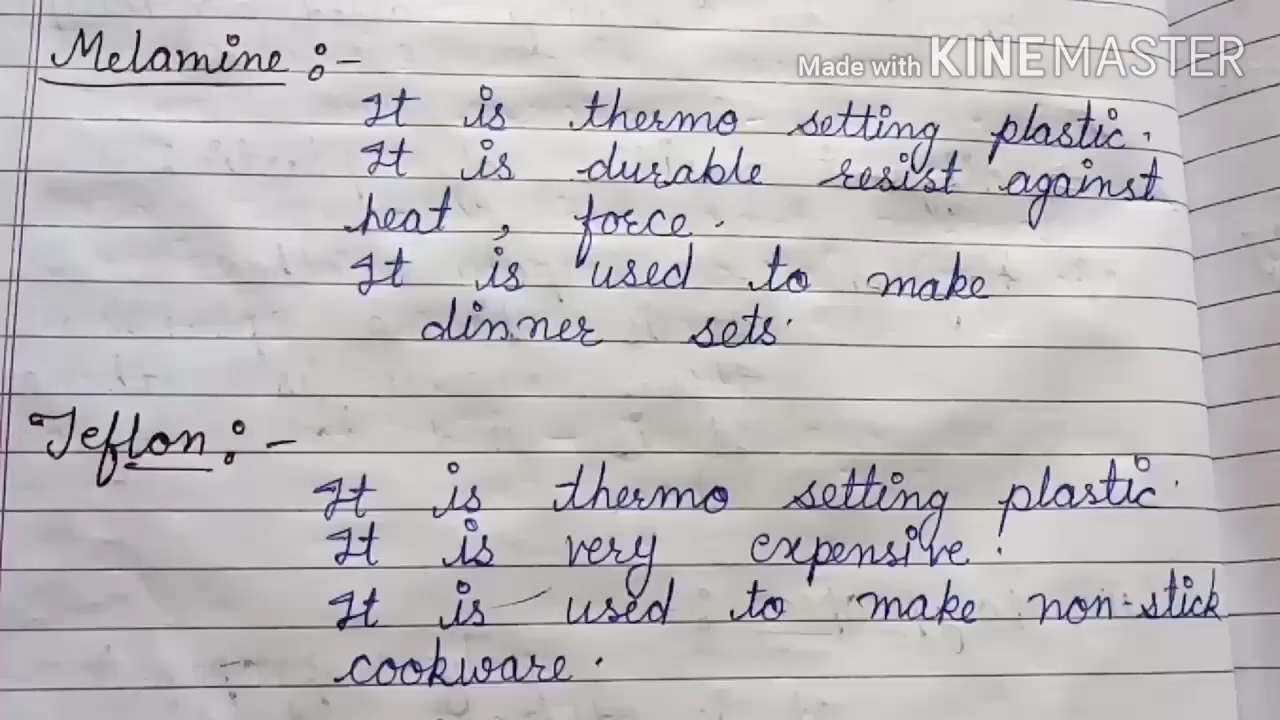 Made with KINEMASTER
Melamine :-
It is thermo setting plastic.
It is durable resist against
heat, force.
It is used to make
dinner sets.
Teflon :-
It is thermo setting plastic.
It is very expensive.
It is used to make non-stick
cookware.